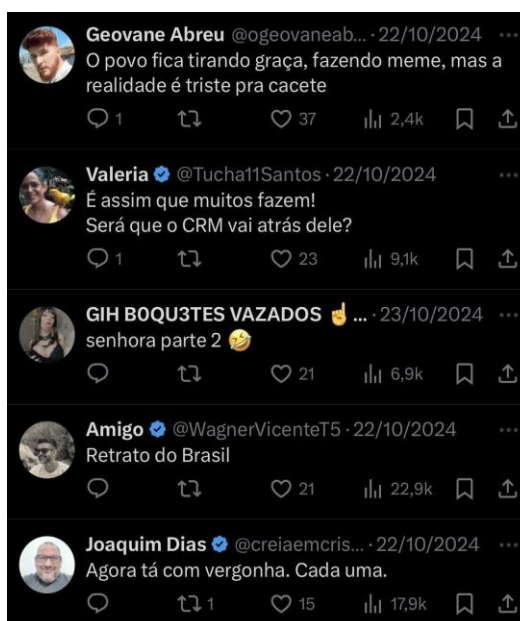 Geovane Abreu @ogeovaneab... · 22/10/2024 ...
O povo fica tirando graça, fazendo meme, mas a
realidade é triste pra cacete
1 37 2,4k
Valeria @Tucha11Santos · 22/10/2024 ...
É assim que muitos fazem!
Será que o CRM vai atrás dele?
1 23 9,1k
GIH B0QU3TES VAZADOS ☝️ ... · 23/10/2024 ...
senhora parte 2 🤣
21 6,9k
Amigo @WagnerVicenteT5 · 22/10/2024 ...
Retrato do Brasil
21 22,9k
Joaquim Dias @creiaemcris... · 22/10/2024 ...
Agora tá com vergonha. Cada uma.
1 15 17,9k